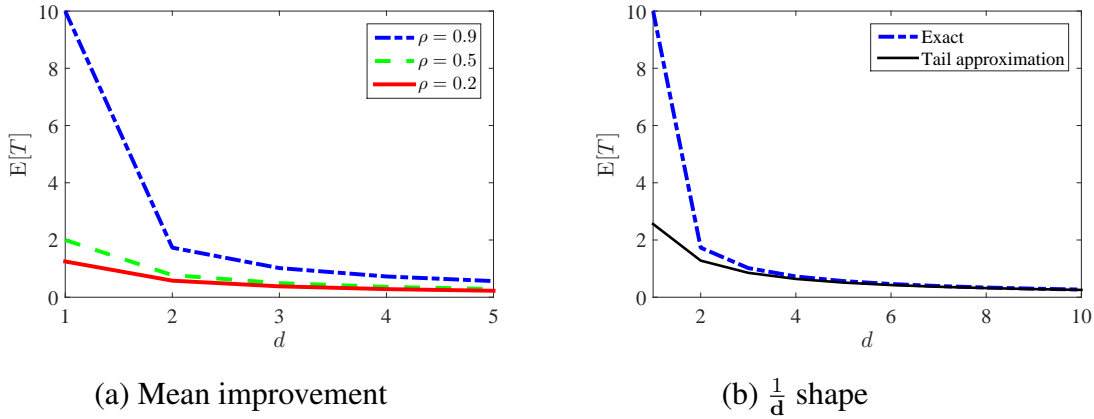 10
8
6
4
2
0
E[T]
1 2 3 4 5
d
ρ = 0.9
ρ = 0.5
ρ = 0.2
(a) Mean improvement
10
8
6
4
2
0
E[T]
2 4 6 8 10
d
Exact
Tail approximation
(b) 1/d shape